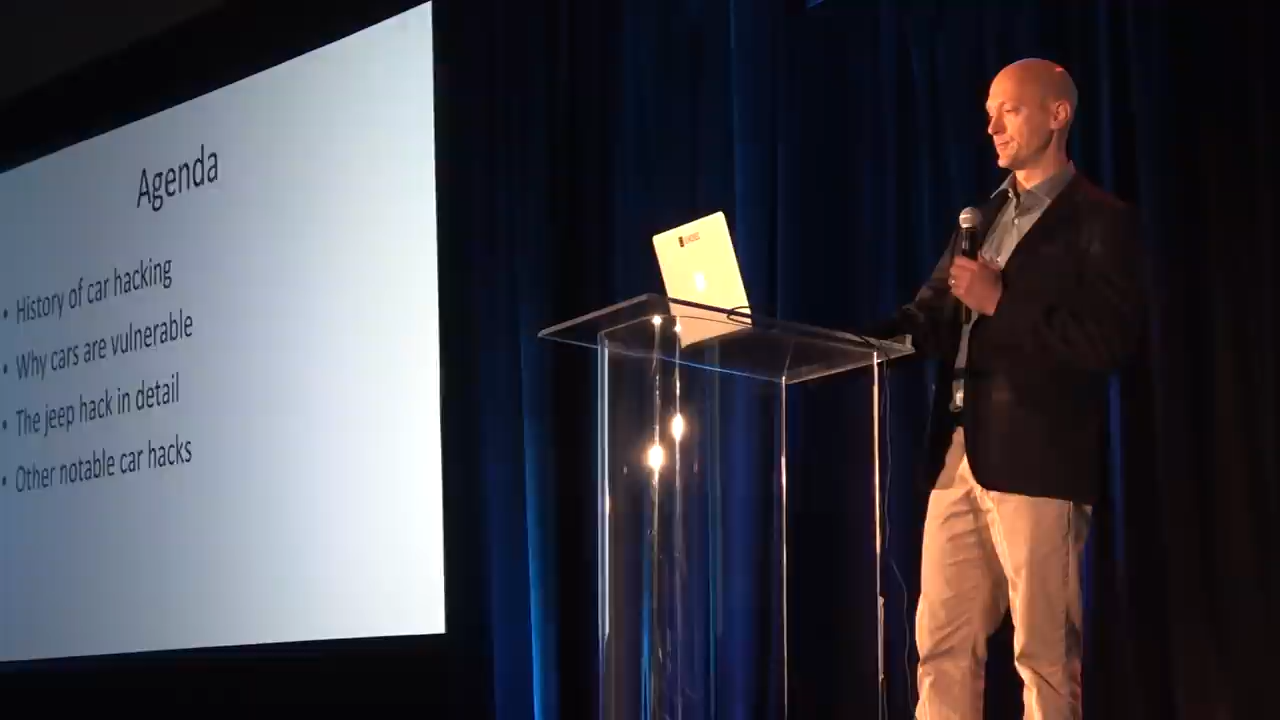 Agenda
• History of car hacking
• Why cars are vulnerable
• The jeep hack in detail
• Other notable car hacks